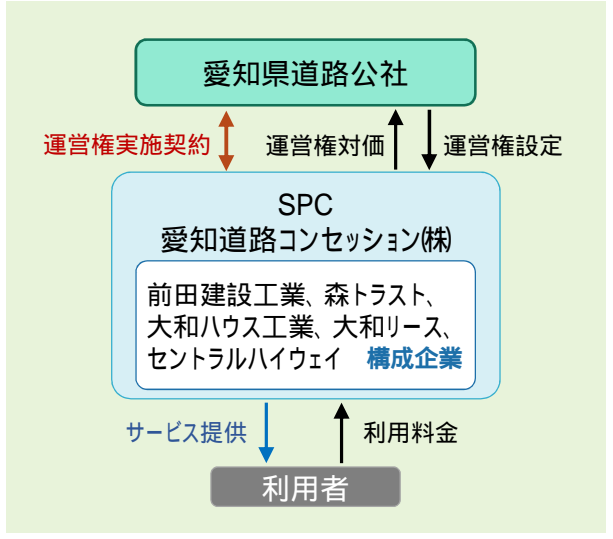 愛知県道路公社
運営権実施契約 運営権対価 運営権設定
SPC
愛知道路コンセッション㈱
前田建設工業、森トラスト、
大和ハウス工業、大和リース、
セントラルハイウェイ 構成企業
サービス提供 利用料金
利用者